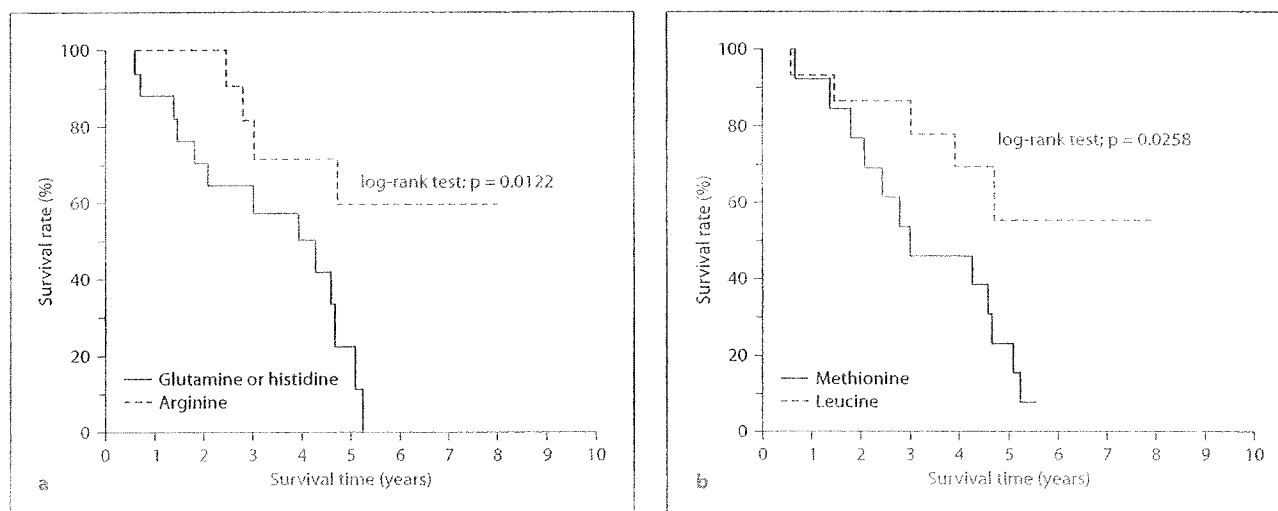 100
80
60
40
20
0
Survival rate (%)
log-rank test; p = 0.0122
Glutamine or histidine
Arginine
0 1 2 3 4 5 6 7 8 9 10
Survival time (years)
a
100
80
60
40
20
0
Survival rate (%)
log-rank test; p = 0.0258
Methionine
Leucine
0 1 2 3 4 5 6 7 8 9 10
Survival time (years)
b